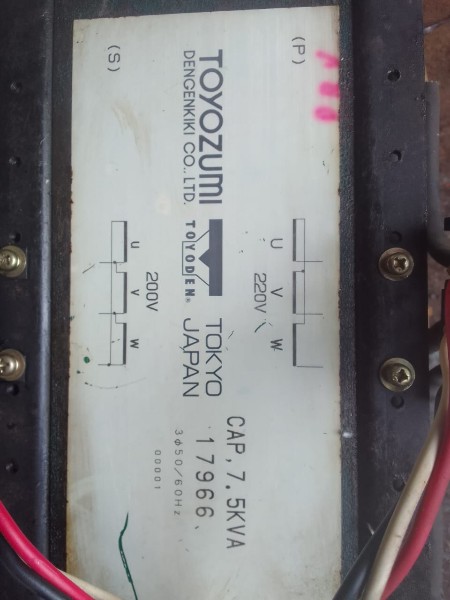 (P)
U V W
220V
TOYOZUMI
DENGENKIKI CO., LTD.
TOYODEN®
TOKYO
JAPAN
CAP, 7.5KVA
17966
3φ50/60Hz
00001
200V
U V W
(S)